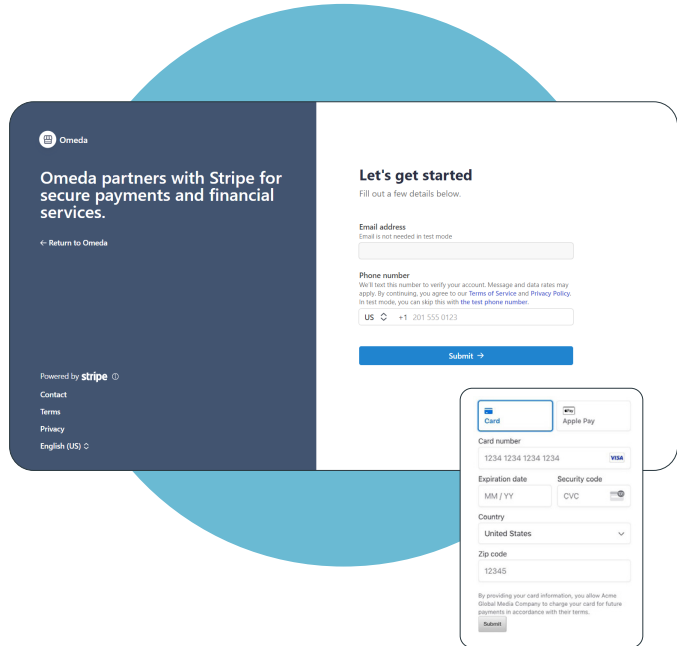 Omeda
Omeda partners with Stripe for
secure payments and financial
services.
← Return to Omeda
Powered by stripe
Contact
Terms
Privacy
English (US)
Let's get started
Fill out a few details below.
Email address
Email is not needed in test mode
Phone number
We'll text this number to verify your account. Message and data rates may
apply. By continuing, you agree to our Terms of Service and Privacy Policy.
In test mode, you can skip this with the test phone number.
US +1 201 555 0123
Submit →
Card
Pay
Apple Pay
Card number
1234 1234 1234 1234 VISA
Expiration date Security code
MM / YY CVC
Country
United States
Zip code
12345
By providing your card information, you allow Acme
Global Media Company to charge your card for future
payments in accordance with their terms.
Submit